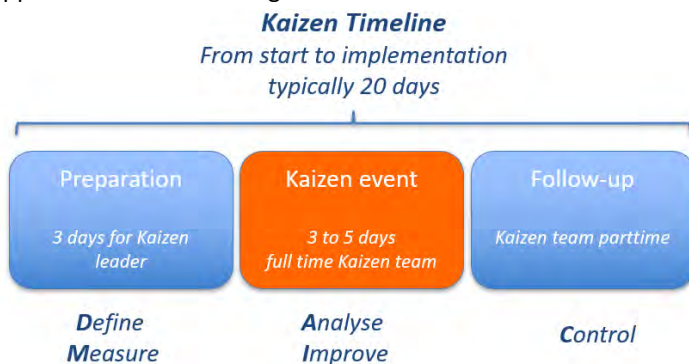 Kaizen Timeline
From start to implementation
typically 20 days
Preparation
3 days for Kaizen
leader
Kaizen event
3 to 5 days
full time Kaizen team
Follow-up
Kaizen team parttime
Define
Measure
Analyse
Improve
Control